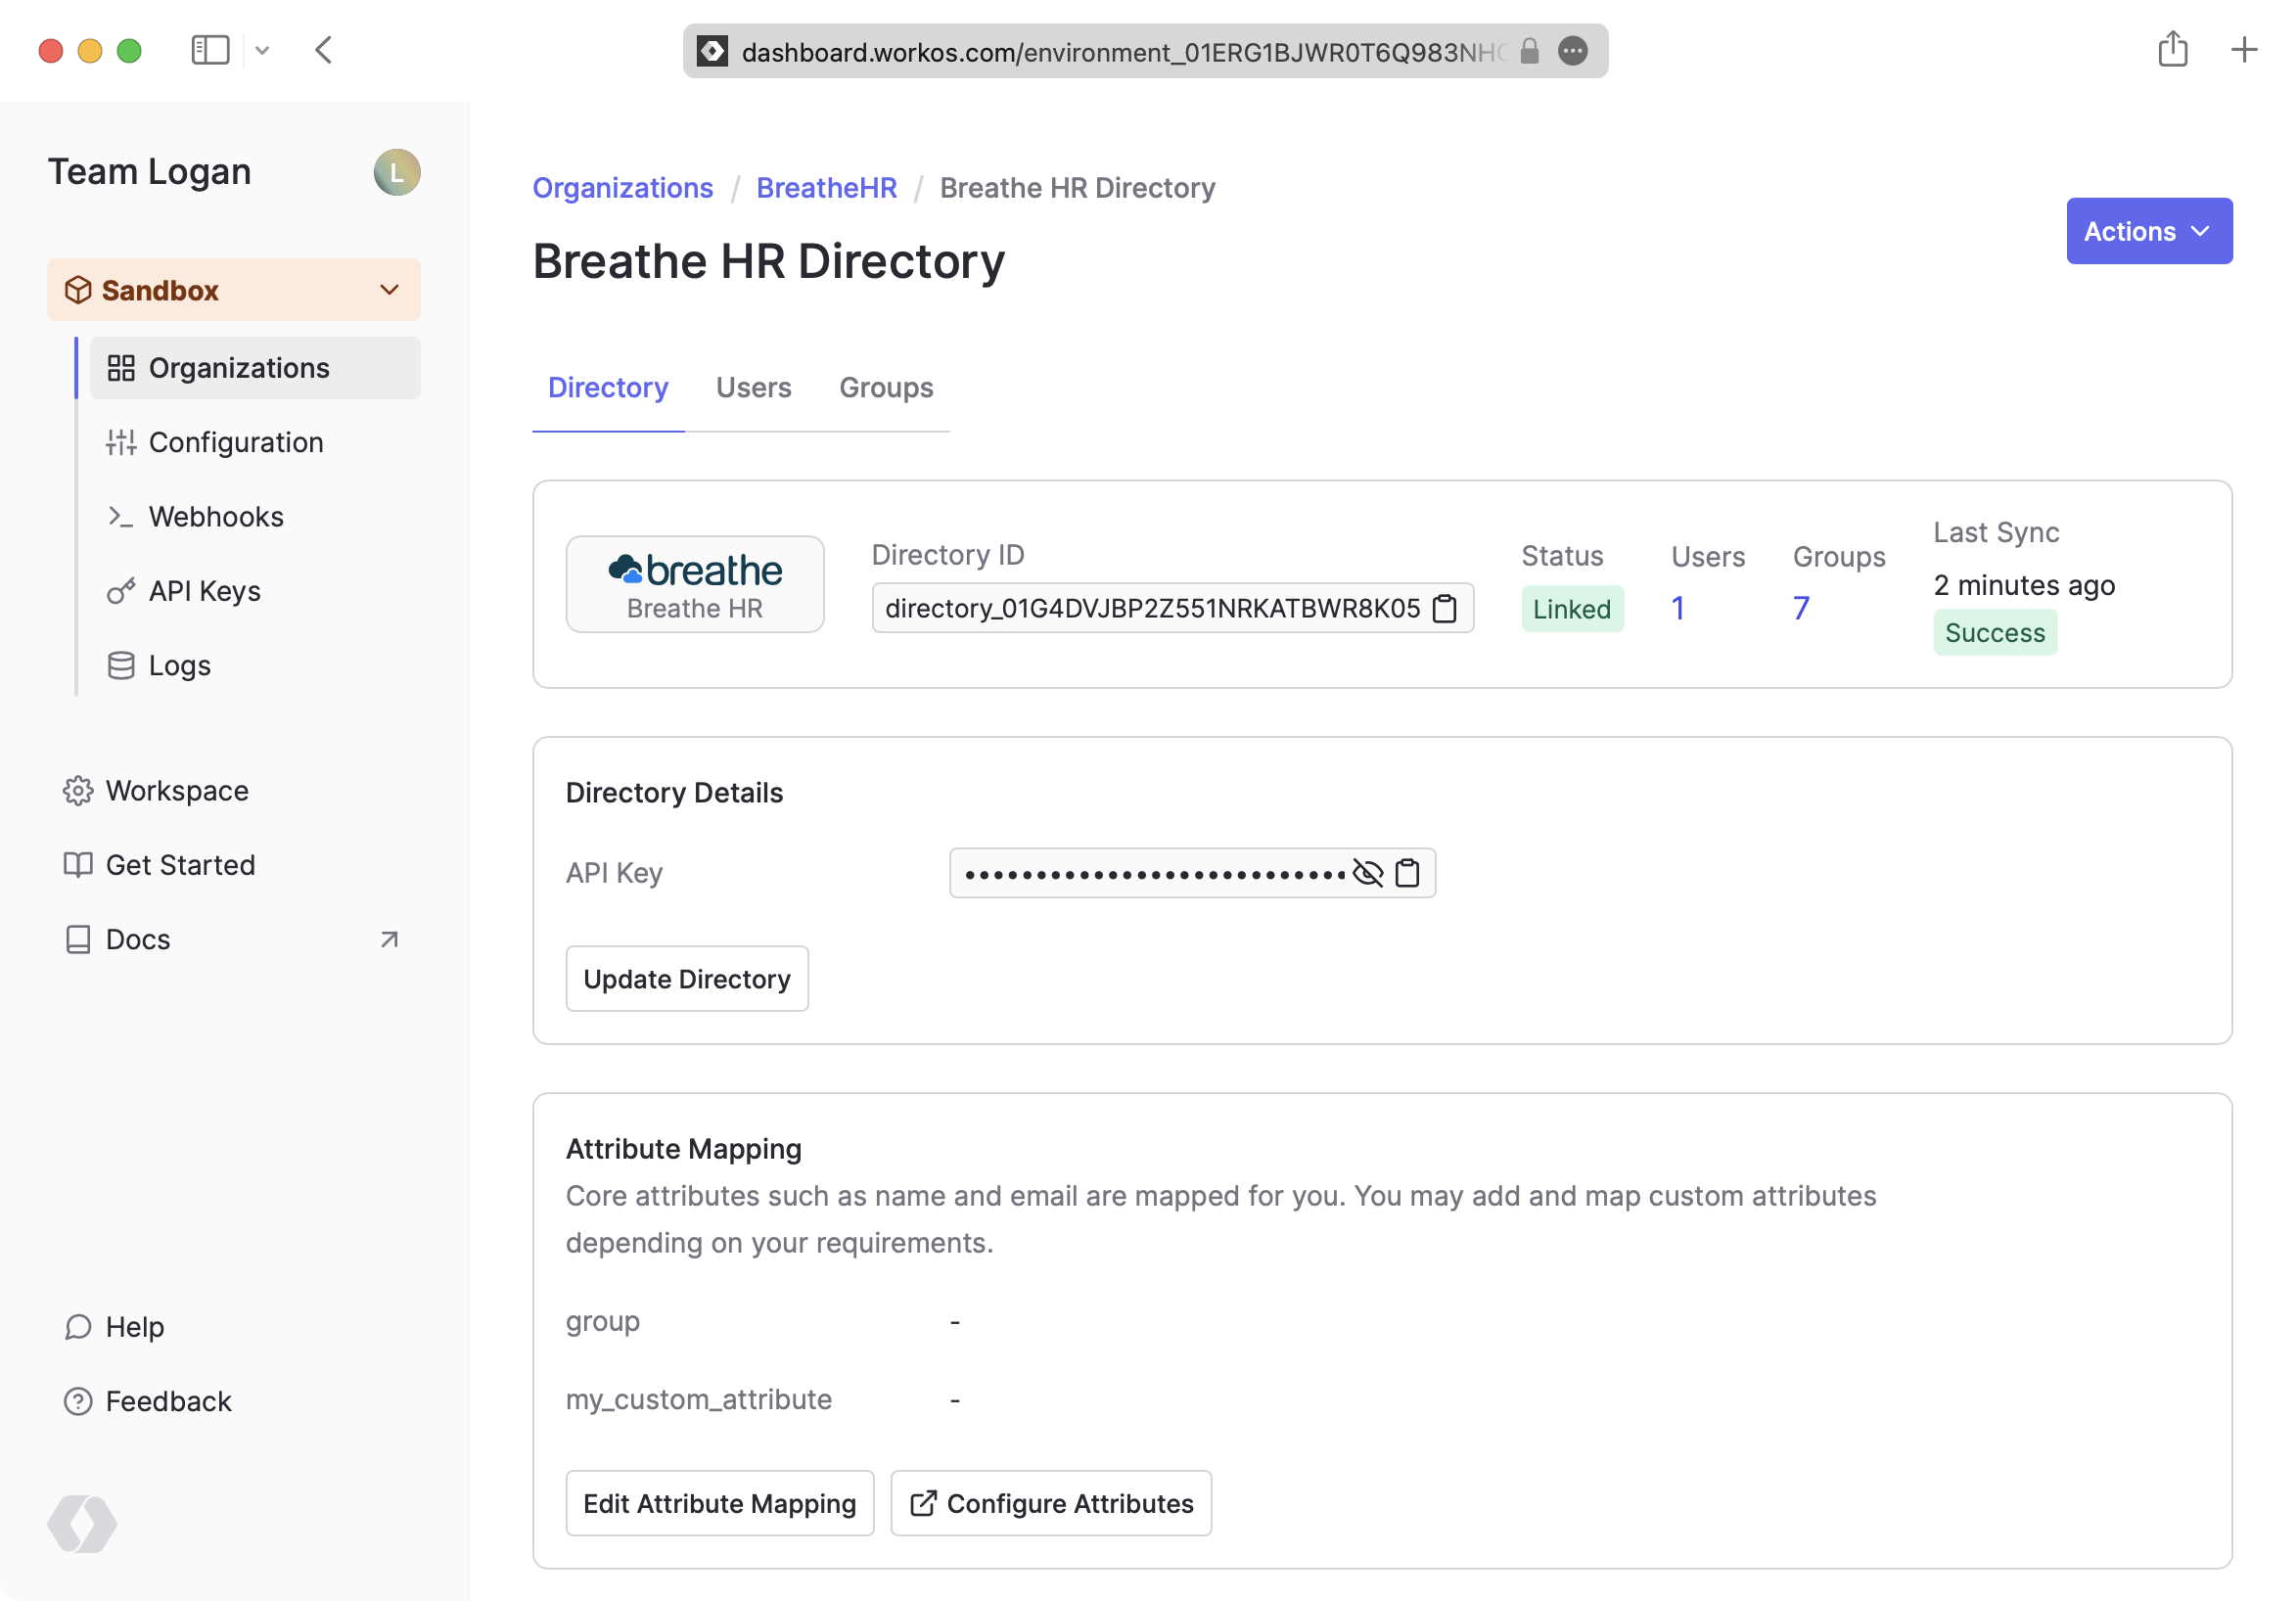 dashboard.workos.com/environment_01ERG1BJWR0T6Q983NH
Team Logan
L
Sandbox
Organizations
Configuration
Webhooks
API Keys
Logs
Workspace
Get Started
Docs
Help
Feedback
Organizations / BreatheHR / Breathe HR Directory
Breathe HR Directory
Actions
Directory Users Groups
breathe
Breathe HR
Directory ID
directory_01G4DVJBP2Z551NRKATBWR8K05
Status
Linked
Users
1
Groups
7
Last Sync
2 minutes ago
Success
Directory Details
API Key
Update Directory
Attribute Mapping
Core attributes such as name and email are mapped for you. You may add and map custom attributes
depending on your requirements.
group -
my_custom_attribute -
Edit Attribute Mapping
Configure Attributes